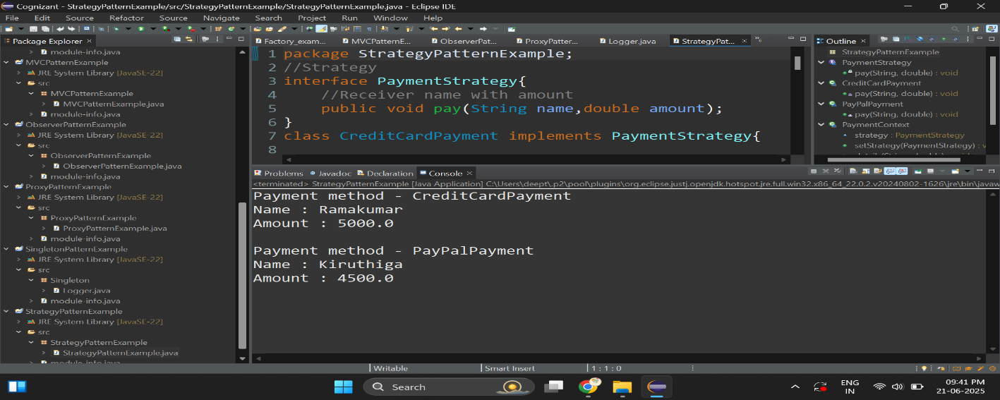 Cognizant - StrategyPatternExample/src/StrategyPatternExample/StrategyPatternExample.java - Eclipse IDE
File Edit Source Refactor Source Navigate Search Project Run Window Help
Package Explorer
module-info.java
MVCPatternExample
JRE System Library [JavaSE-22]
src
MVCPatternExample
MVCPatternExample.java
module-info.java
ObserverPatternExample
JRE System Library [JavaSE-22]
src
ObserverPatternExample
ObserverPatternExample.java
module-info.java
ProxyPatternExample
JRE System Library [JavaSE-22]
src
ProxyPatternExample
ProxyPatternExample.java
module-info.java
SingletonPatternExample
JRE System Library [JavaSE-22]
src
Singleton
Logger.java
module-info.java
StrategyPatternExample
JRE System Library [JavaSE-22]
src
StrategyPatternExample
StrategyPatternExample.java
module-info.java
Factory_exam... MVCPatternE... ObserverPat... ProxyPatter... Logger.java StrategyPat...
1 package StrategyPatternExample;
2 //Strategy
3 interface PaymentStrategy{
4 //Receiver name with amount
5 public void pay(String name,double amount);
6 }
7 class CreditCardPayment implements PaymentStrategy{
8
Outline
StrategyPatternExample
PaymentStrategy
pay(String, double) : void
CreditCardPayment
pay(String, double) : void
PayPalPayment
pay(String, double) : void
PaymentContext
strategy : PaymentStrategy
setStrategy(PaymentStrategy) : v
Problems Javadoc Declaration Console
<terminated> StrategyPatternExample [Java Application] C:\Users\deept\.p2\pool\plugins\org.eclipse.justj.openjdk.hotspot.jre.full.win32.x86_64_22.0.2.v20240802-1626\jre\bin\javaw
Payment method - CreditCardPayment
Name : Ramakumar
Amount : 5000.0
Payment method - PayPalPayment
Name : Kiruthiga
Amount : 4500.0
Writable Smart Insert 1 : 1 : 0
Search
ENG
IN
09:41 PM
21-06-2025